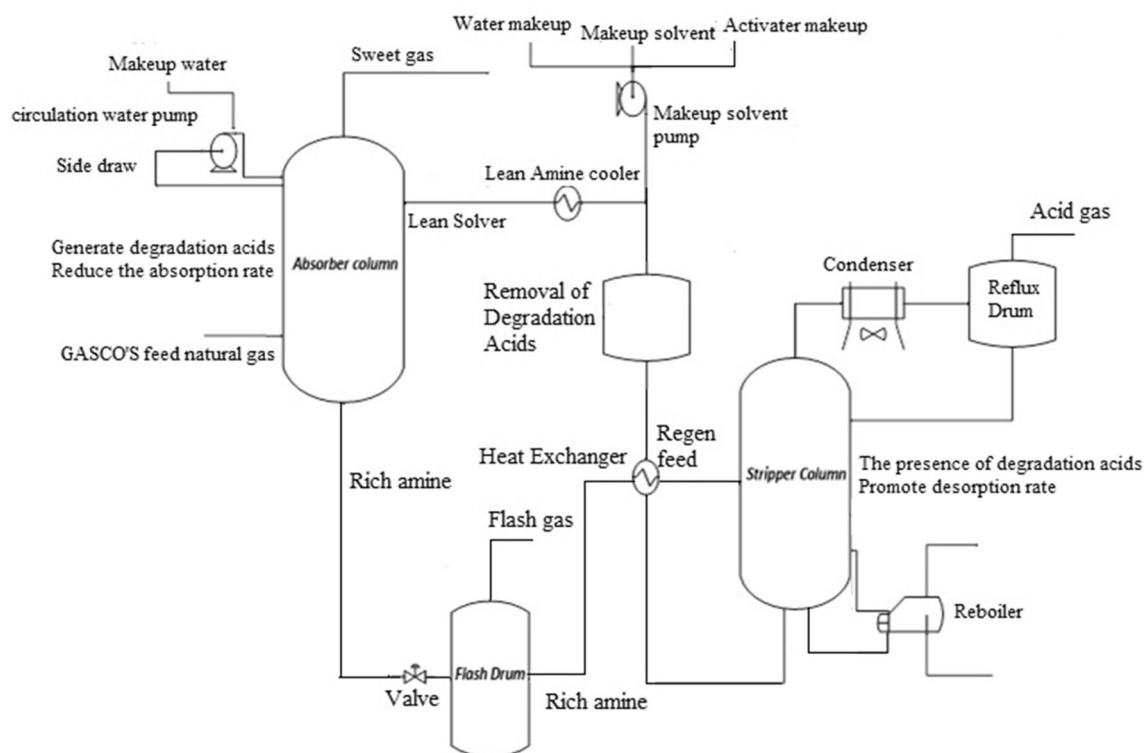 Water makeup
Makeup solvent
Activater makeup
Sweet gas
Makeup water
circulation water pump
Makeup solvent
pump
Side draw
Lean Amine cooler
Lean Solver
Acid gas
Generate degradation acids
Reduce the absorption rate
Absorber column
Condenser
Reflux
Drum
Removal of
Degradation
Acids
GASCO'S feed natural gas
Regen
feed
Heat Exchanger
Stripper Column
The presence of degradation acids
Promote desorption rate
Rich amine
Flash gas
Reboiler
Flash Drum
Valve
Rich amine